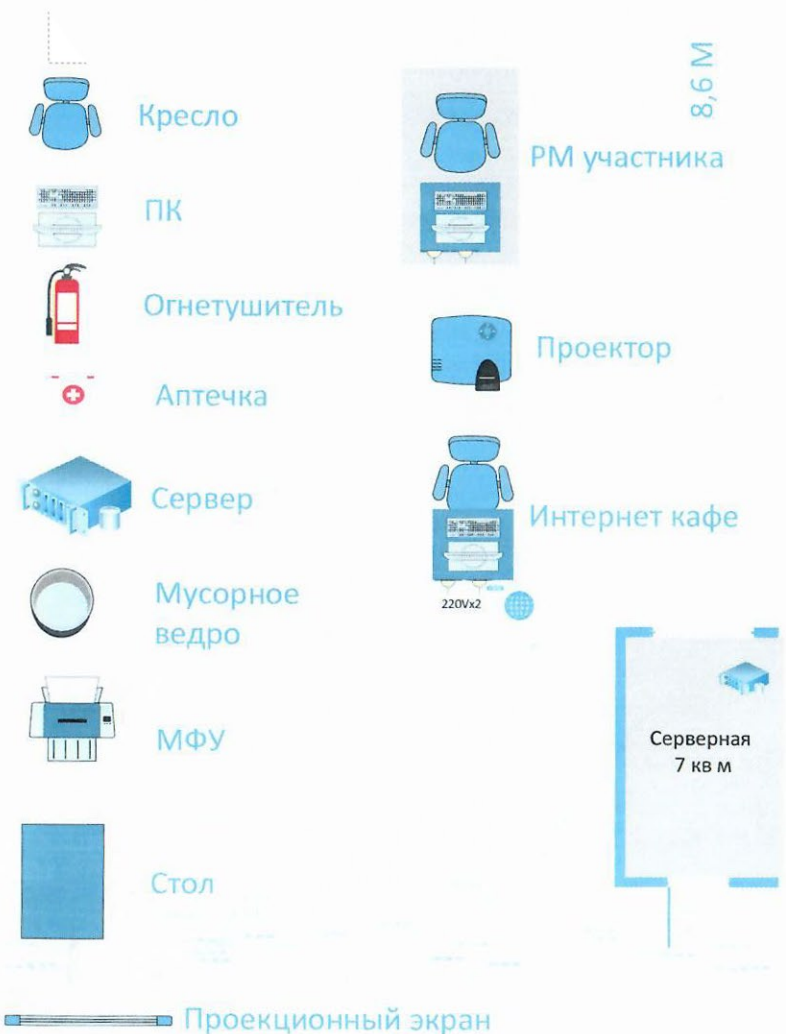 Кресло
ПК
Огнетушитель
Аптечка
Сервер
Мусорное
ведро
МФУ
Стол
Проекционный экран
8,6 М
РМ участника
Проектор
Интернет кафе
220Vx2
Серверная
7 кв м